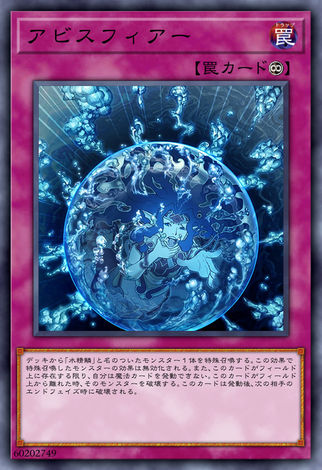 アビスフィアー
トラップ
罠
【罠カード♾】
デッキから「水精鱗」と名のついたモンスター１体を特殊召喚する。この効果で
特殊召喚したモンスターの効果は無効化される。また、このカードがフィールド
上に存在する限り、自分は魔法カードを発動できない。このカードがフィールド
上から離れた時、そのモンスターを破壊する。このカードは発動後、次の相手の
エンドフェイズ時に破壊される。
60202749